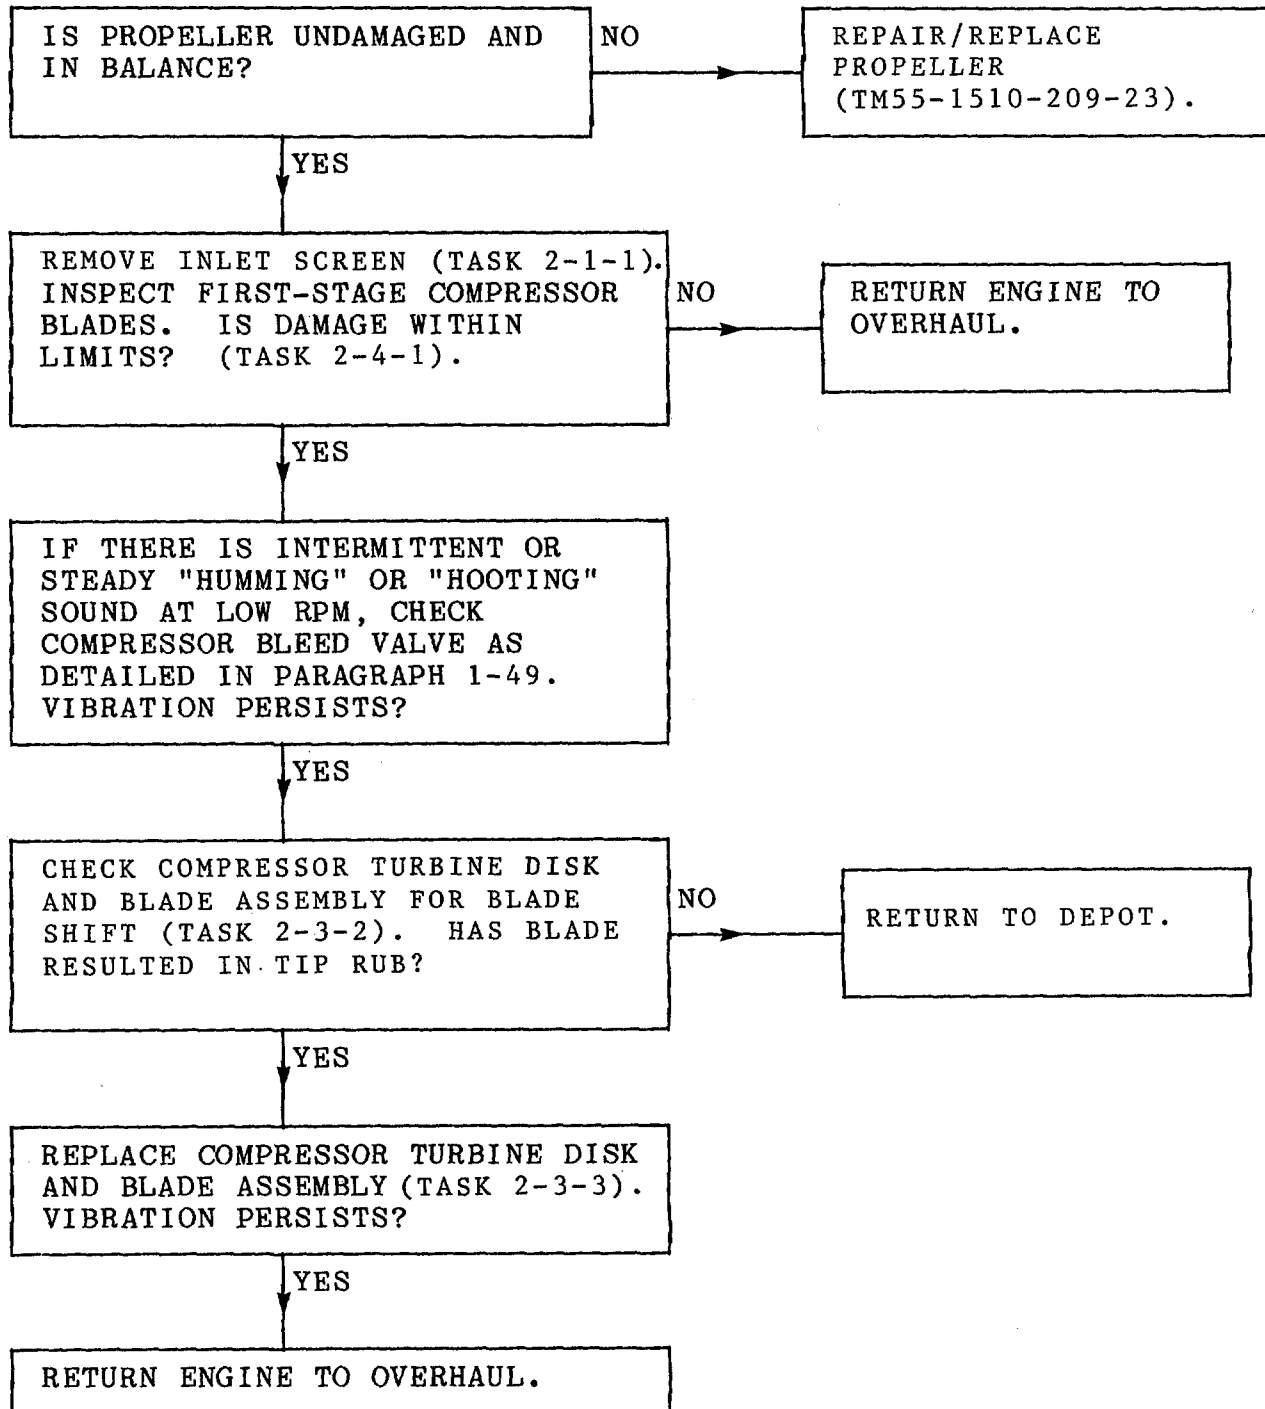 IS PROPELLER UNDAMAGED AND
IN BALANCE?
NO
REPAIR/REPLACE
PROPELLER
(TM55-1510-209-23).
YES
REMOVE INLET SCREEN (TASK 2-1-1).
INSPECT FIRST-STAGE COMPRESSOR
BLADES. IS DAMAGE WITHIN
LIMITS? (TASK 2-4-1).
NO
RETURN ENGINE TO
OVERHAUL.
YES
IF THERE IS INTERMITTENT OR
STEADY "HUMMING" OR "HOOTING"
SOUND AT LOW RPM, CHECK
COMPRESSOR BLEED VALVE AS
DETAILED IN PARAGRAPH 1-49.
VIBRATION PERSISTS?
YES
CHECK COMPRESSOR TURBINE DISK
AND BLADE ASSEMBLY FOR BLADE
SHIFT (TASK 2-3-2). HAS BLADE
RESULTED IN TIP RUB?
NO
RETURN TO DEPOT.
YES
REPLACE COMPRESSOR TURBINE DISK
AND BLADE ASSEMBLY (TASK 2-3-3).
VIBRATION PERSISTS?
YES
RETURN ENGINE TO OVERHAUL.